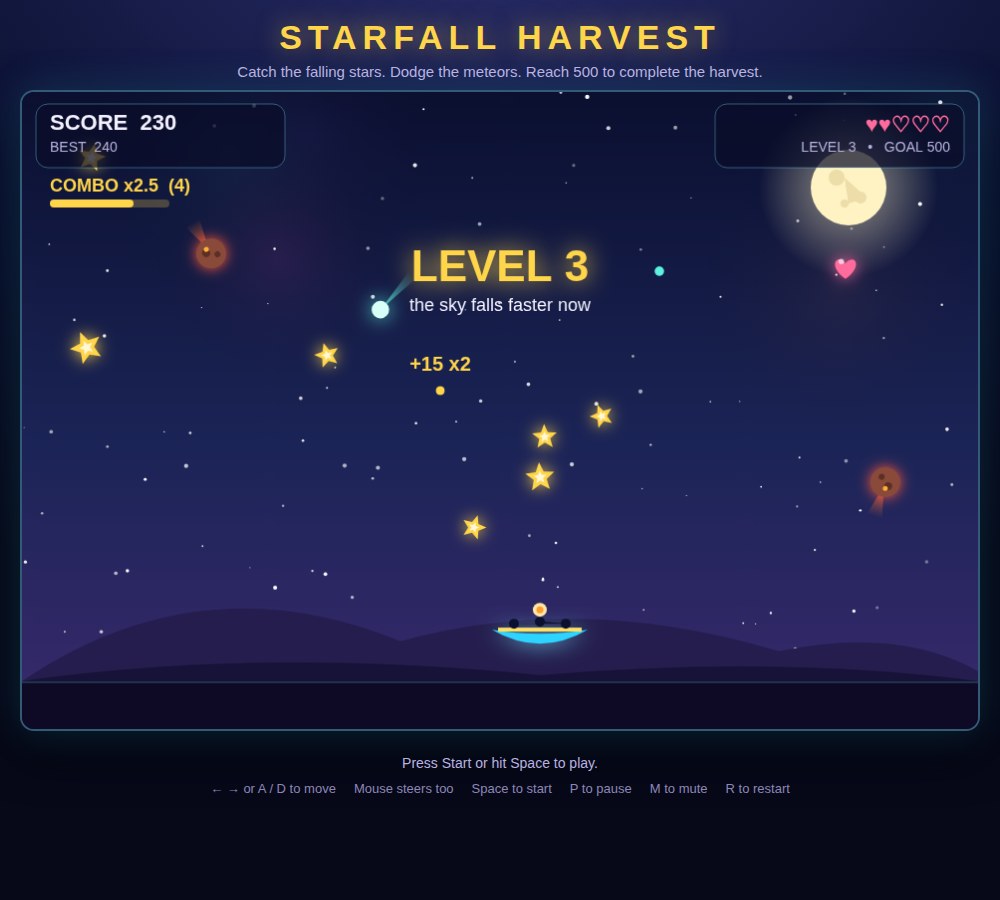 STARFALL HARVEST
Catch the falling stars. Dodge the meteors. Reach 500 to complete the harvest.
SCORE 230
BEST 240
♥♥♡♡♡
LEVEL 3 • GOAL 500
COMBO x2.5 (4)
LEVEL 3
the sky falls faster now
+15 x2
Press Start or hit Space to play.
← → or A / D to move Mouse steers too Space to start P to pause M to mute R to restart